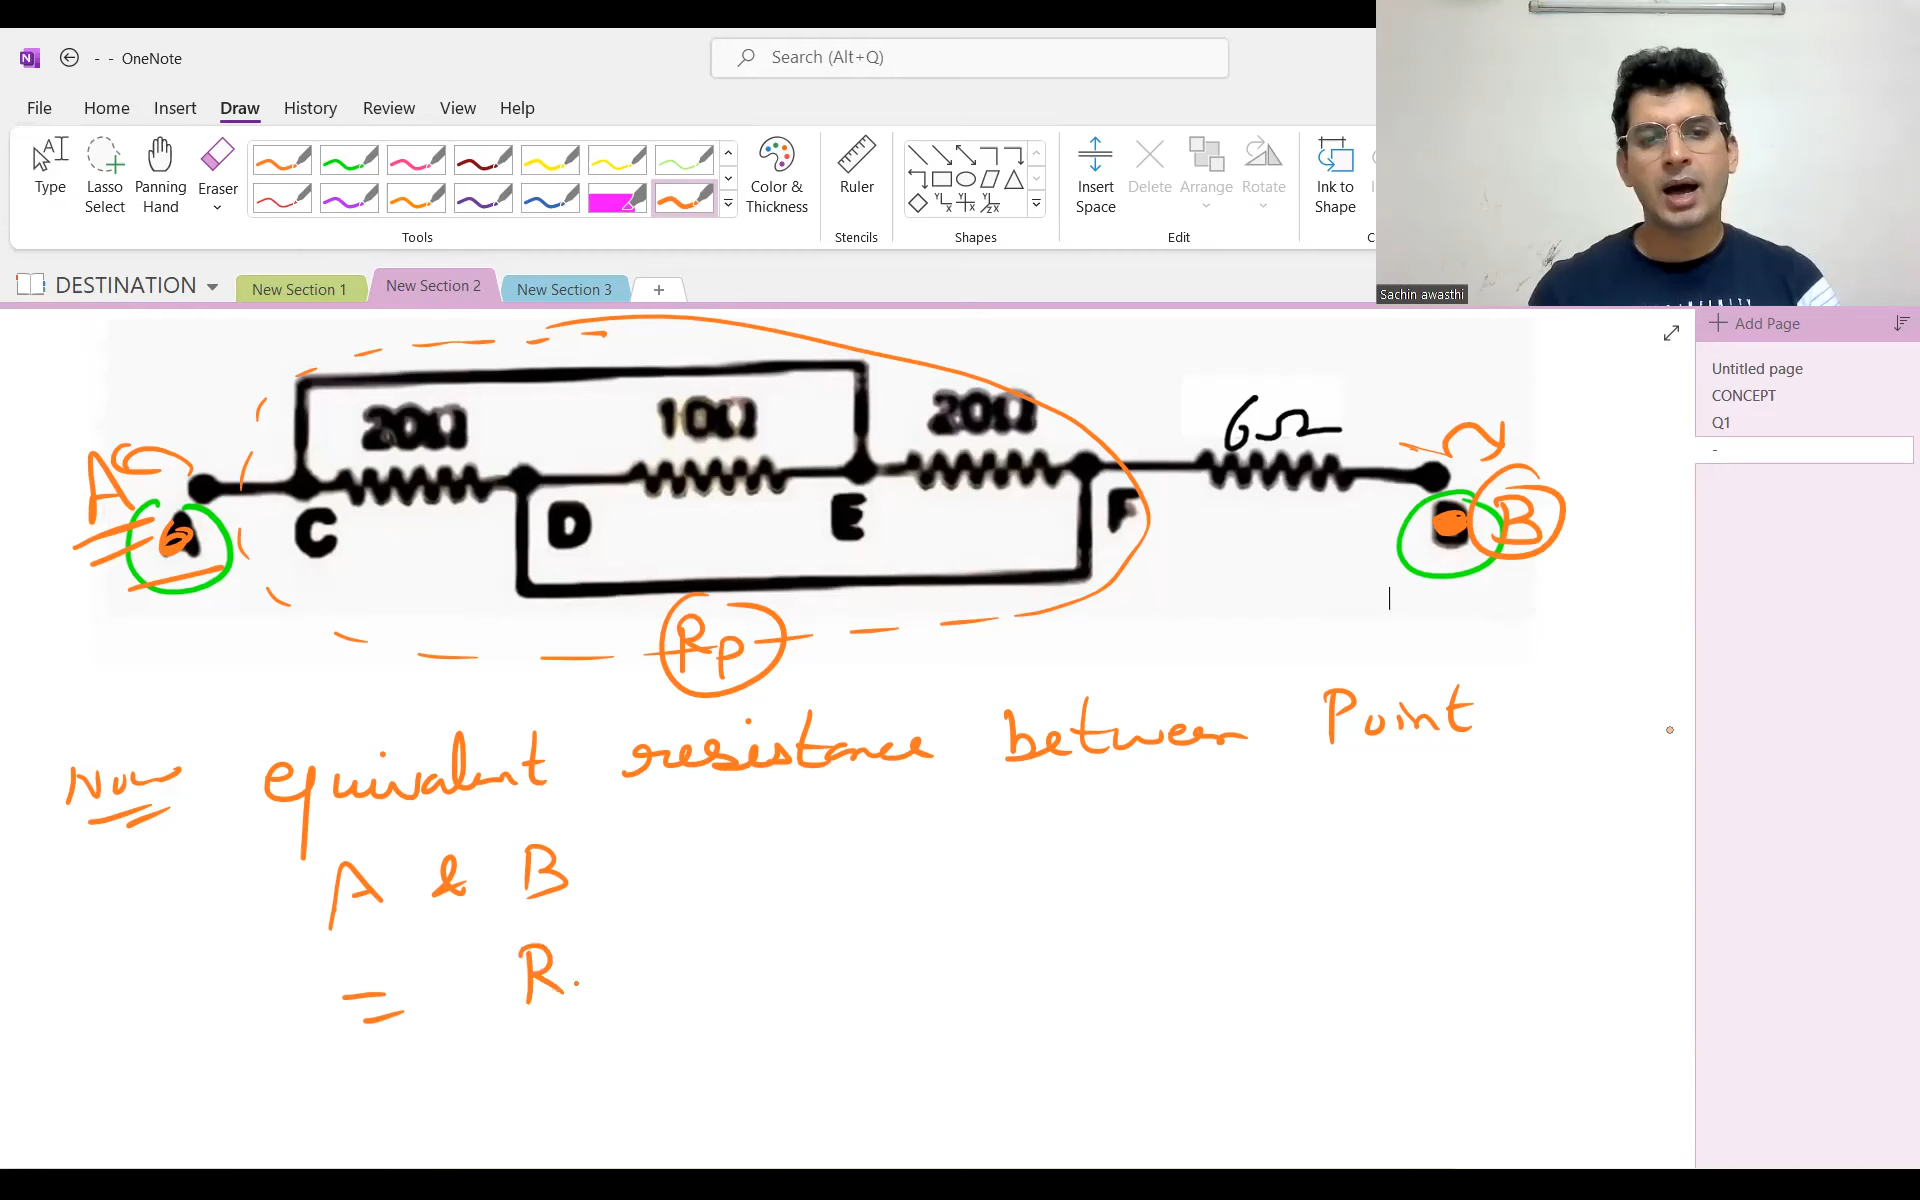 - - OneNote
Search (Alt+Q)
File Home Insert Draw History Review View Help
Type
Lasso Select
Panning Hand
Eraser
Color & Thickness
Ruler
Insert Space
Delete
Arrange
Rotate
Ink to Shape
Tools
Stencils
Shapes
Edit
DESTINATION
New Section 1
New Section 2
New Section 3
+
Sachin awasthi
Add Page
Untitled page
CONCEPT
Q1
-
20Ω 10Ω 20Ω 6Ω
A
A C D E F B
Rp
Now equivalent resistance between Point
A & B
= R.